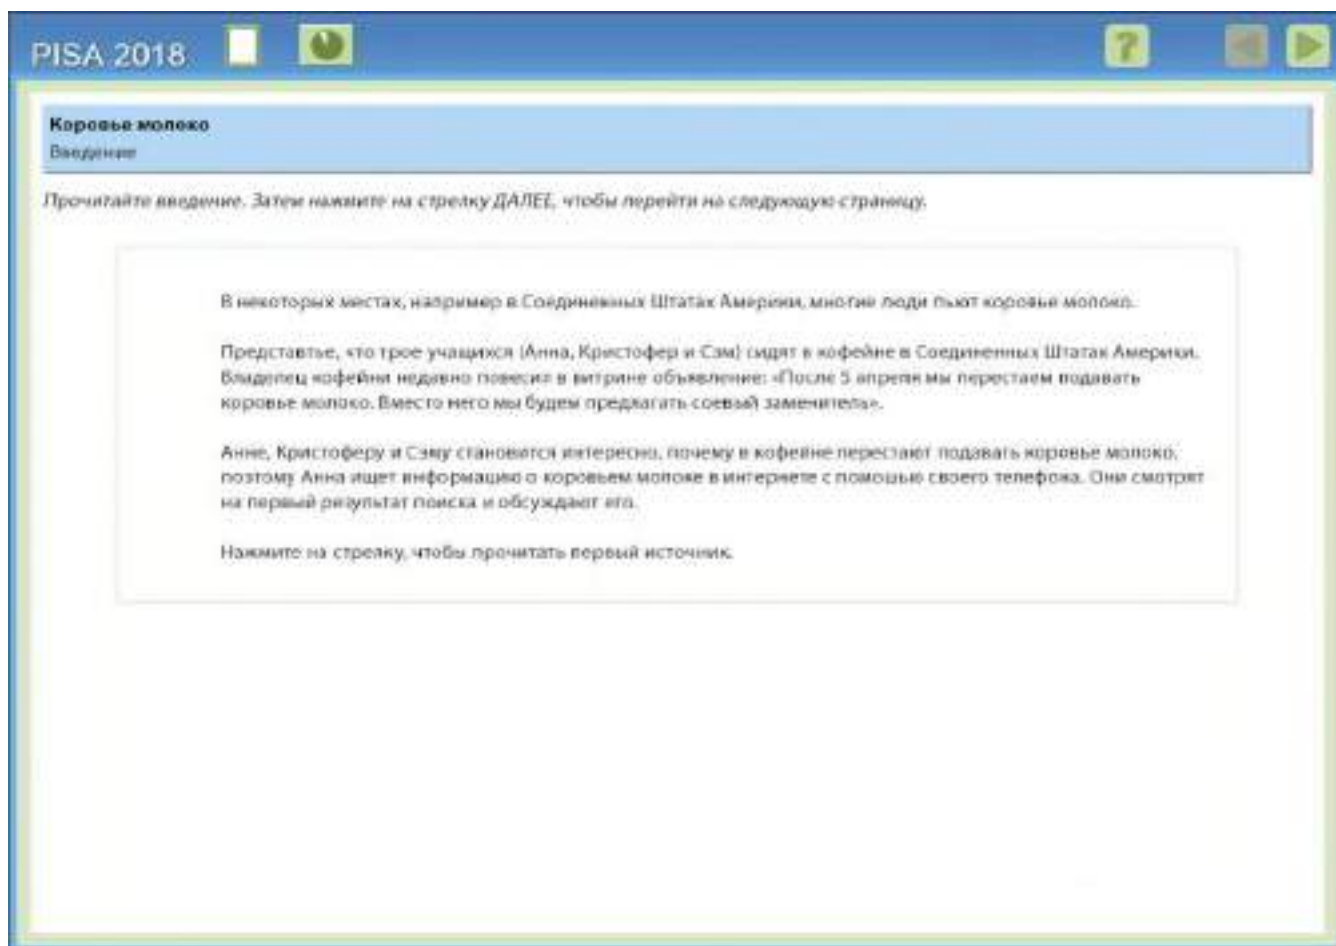 PISA 2018
?
Коровье молоко
Введение
Прочитайте введение. Затем нажмите на стрелку ДАЛЕЕ, чтобы перейти на следующую страницу.
В некоторых местах, например в Соединенных Штатах Америки, многие люди пьют коровье молоко.
Представтье, что трое учащихся (Анна, Кристофер и Сэм) сидят в кофейне в Соединенных Штатах Америки.
Владелец кофейни недавно повесил в витрине объявление: «После 5 апреля мы перестаем подавать
коровье молоко. Вместо него мы будем предлагать соевый заменитель».
Анне, Кристоферу и Сэму становится интересно, почему в кофейне перестают подавать коровье молоко,
поэтому Анна ищет информацию о коровьем молоке в интернете с помощью своего телефона. Они смотрят
на первый результат поиска и обсуждают его.
Нажмите на стрелку, чтобы прочитать первый источник.